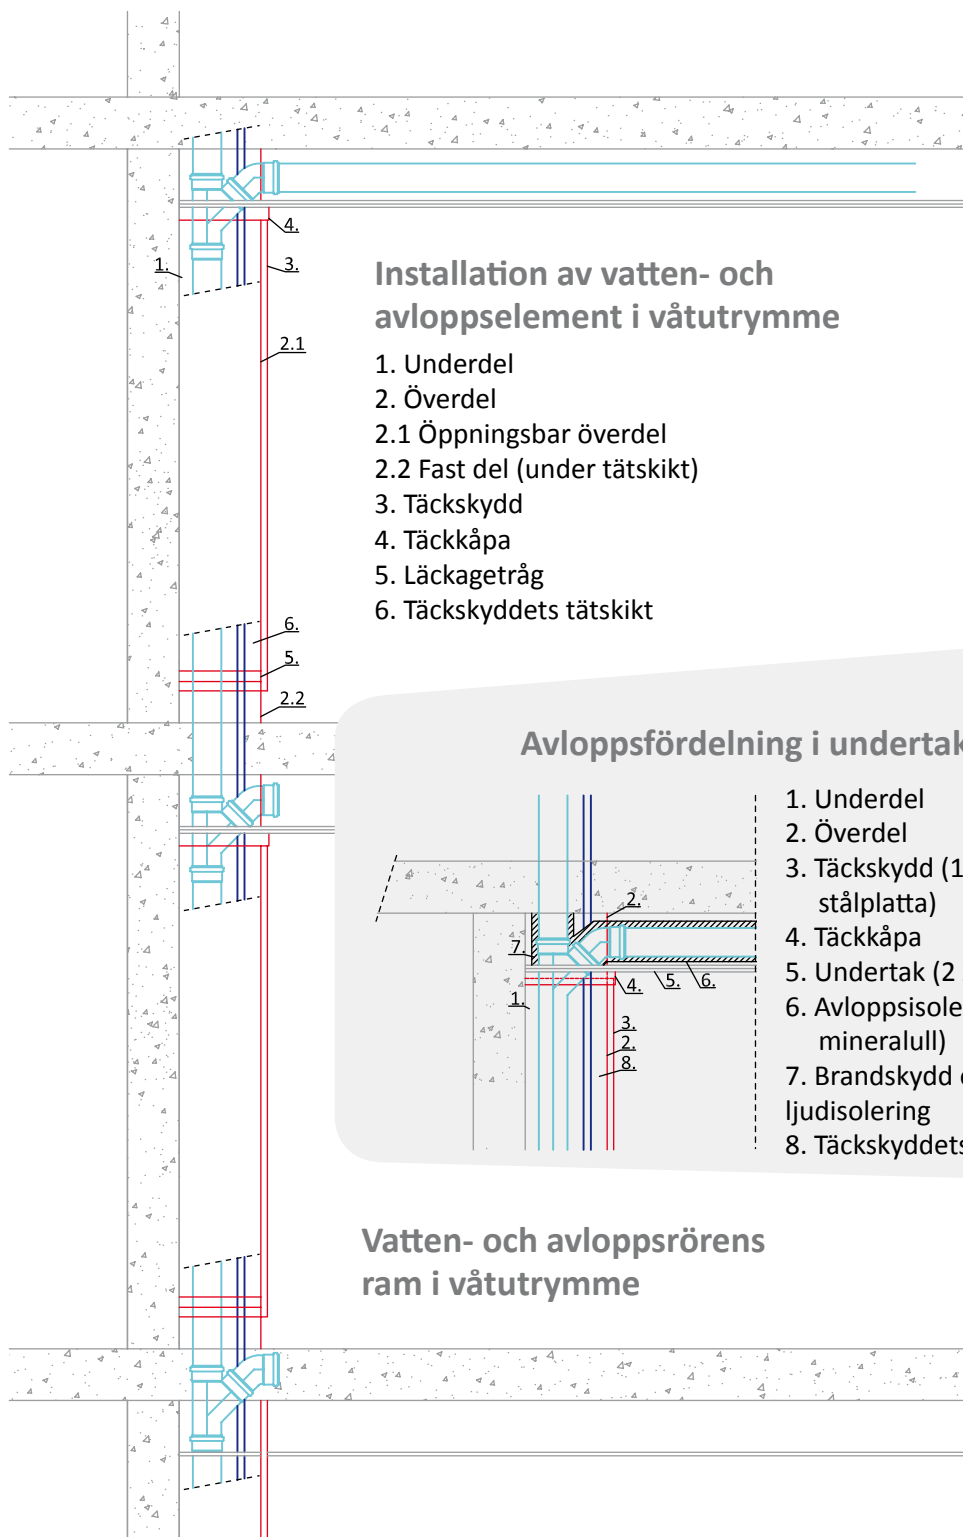 4.
1.
3.
Installation av vatten- och
avloppselement i våtutrymme
2.1
1. Underdel
2. Överdel
2.1 Öppningsbar överdel
2.2 Fast del (under tätskikt)
3. Täckskydd
4. Täckkåpa
5. Läckagetråg
6. Täckskyddets tätskikt
6.
5.
2.2
Avloppsfördelning i undertak
1. Underdel
2. Överdel
3. Täckskydd (1
stålplatta)
4. Täckkåpa
5. Undertak (2
6. Avloppsisole
mineralull)
7. Brandskydd
ljudisolering
8. Täckskyddets
2.
7.
4.
5.
6.
1.
3.
2.
8.
Vatten- och avloppsrörens
ram i våtutrymme